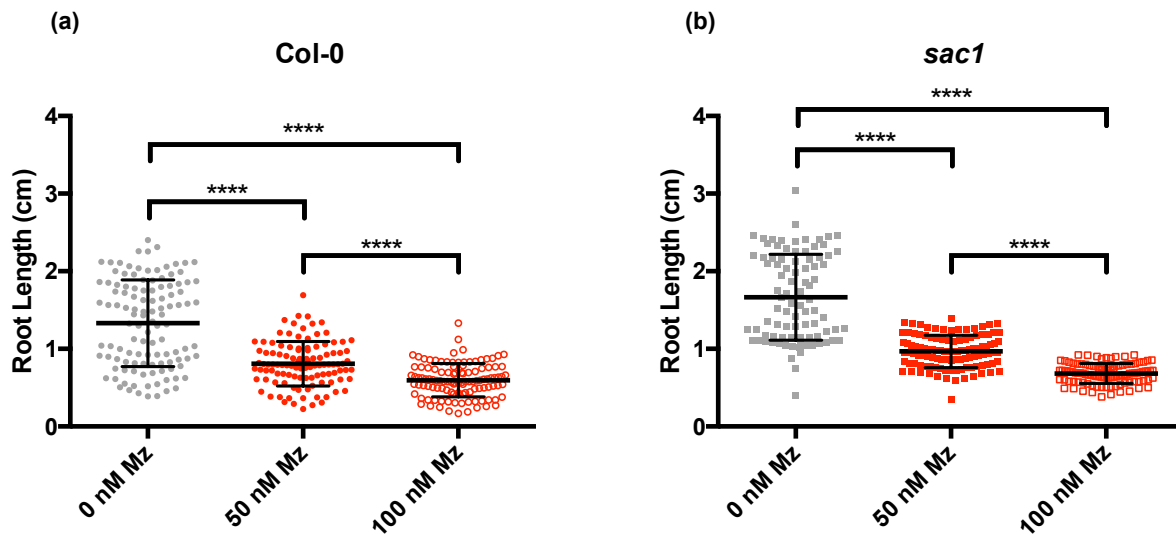 (a)
Col-0
Root Length (cm)
4
3
2
1
0
****
****
****
0 nM Mz
50 nM Mz
100 nM Mz
(b)
sac1
Root Length (cm)
4
3
2
1
0
****
****
****
0 nM Mz
50 nM Mz
100 nM Mz